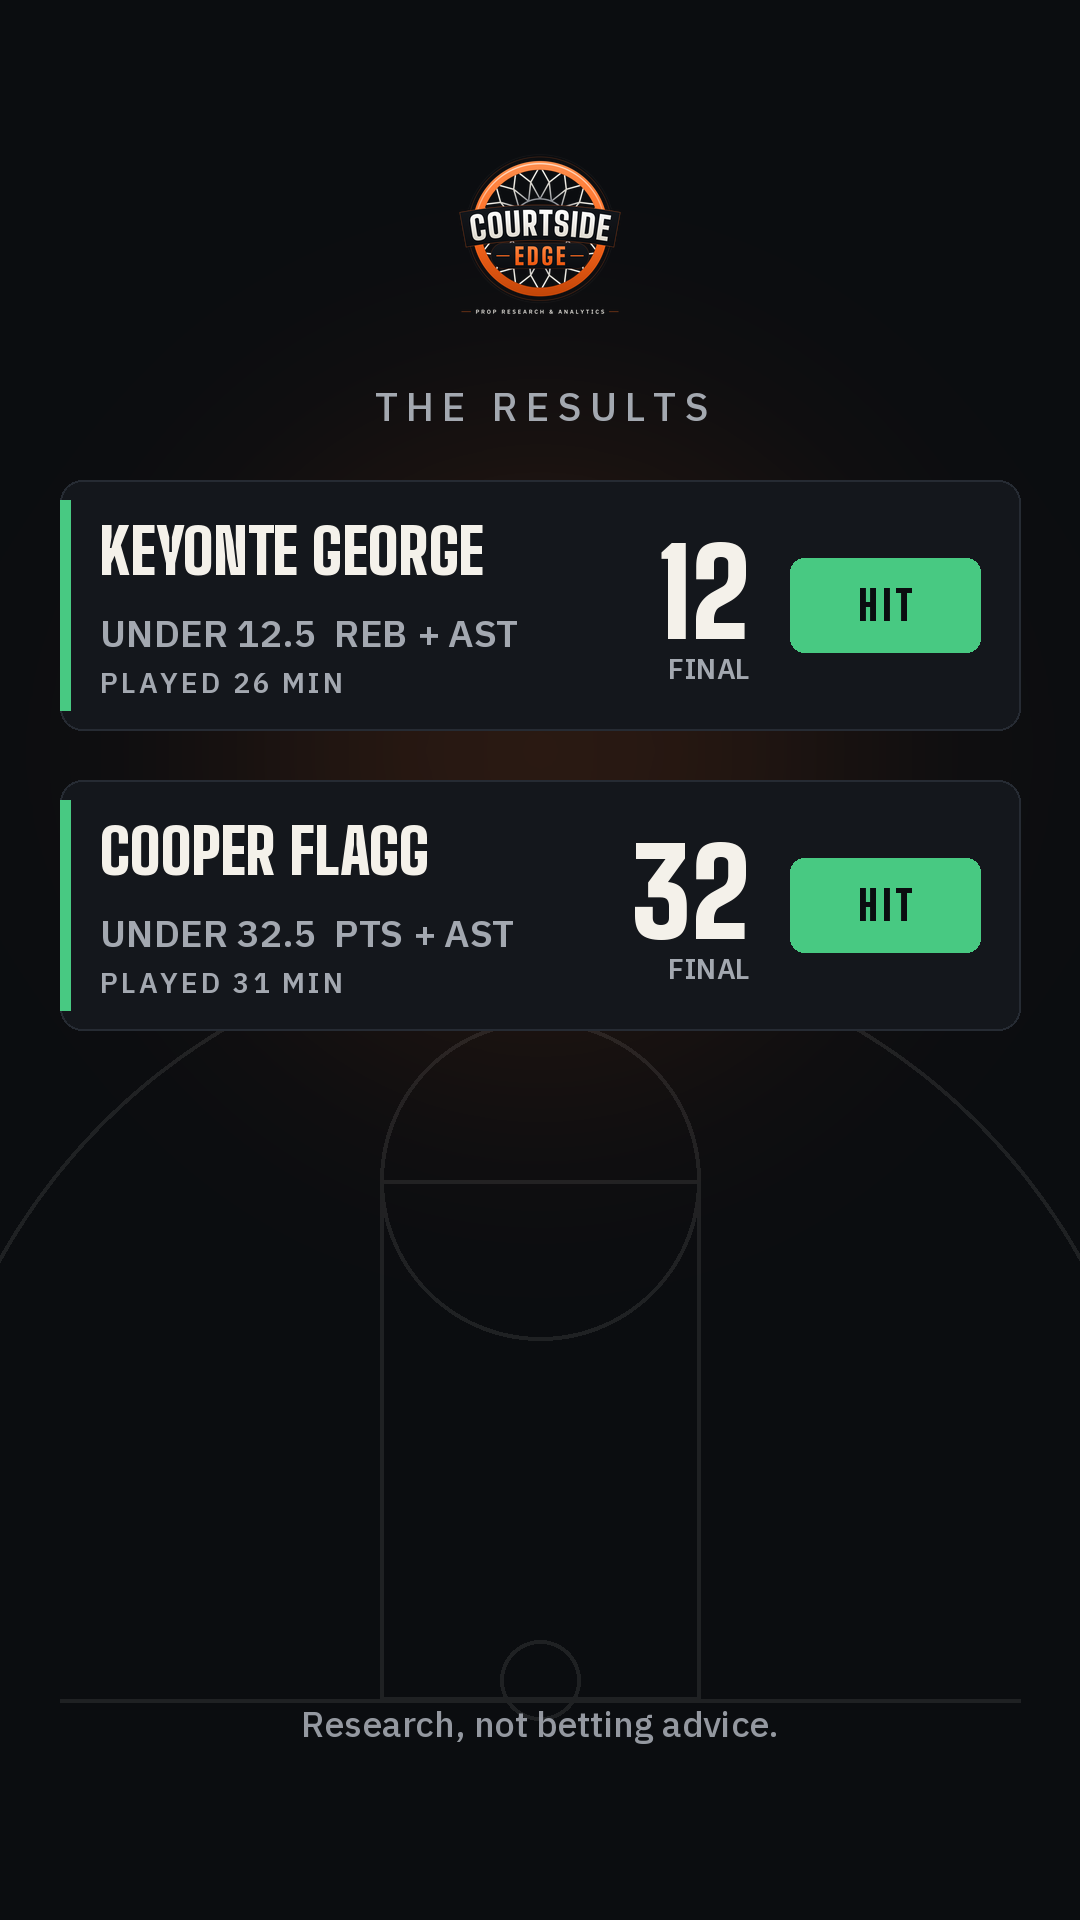 COURTSIDE
EDGE
PROP RESEARCH & ANALYTICS
THE RESULTS
KEYONTE GEORGE
UNDER 12.5 REB + AST
PLAYED 26 MIN
12
FINAL
HIT
COOPER FLAGG
UNDER 32.5 PTS + AST
PLAYED 31 MIN
32
FINAL
HIT
Research, not betting advice.